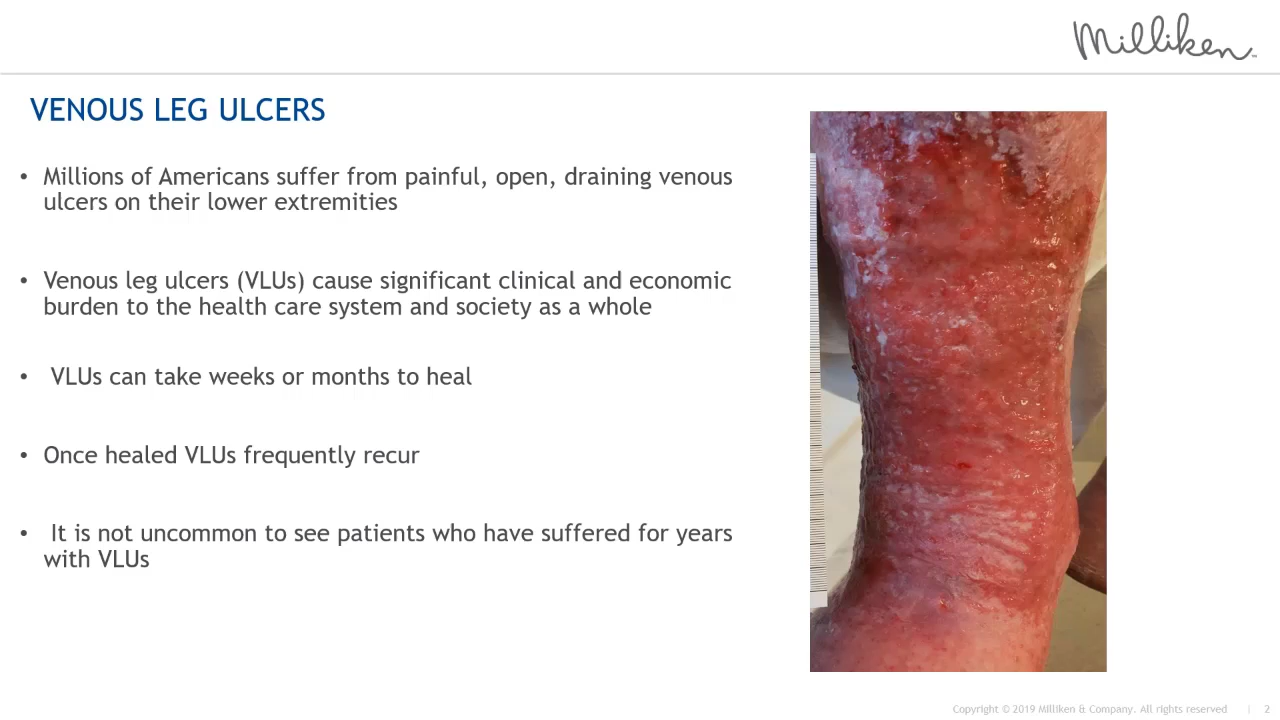 Milliken™
VENOUS LEG ULCERS
• Millions of Americans suffer from painful, open, draining venous
ulcers on their lower extremities
• Venous leg ulcers (VLUs) cause significant clinical and economic
burden to the health care system and society as a whole
• VLUs can take weeks or months to heal
• Once healed VLUs frequently recur
• It is not uncommon to see patients who have suffered for years
with VLUs
Copyright © 2019 Milliken & Company. All rights reserved | 2